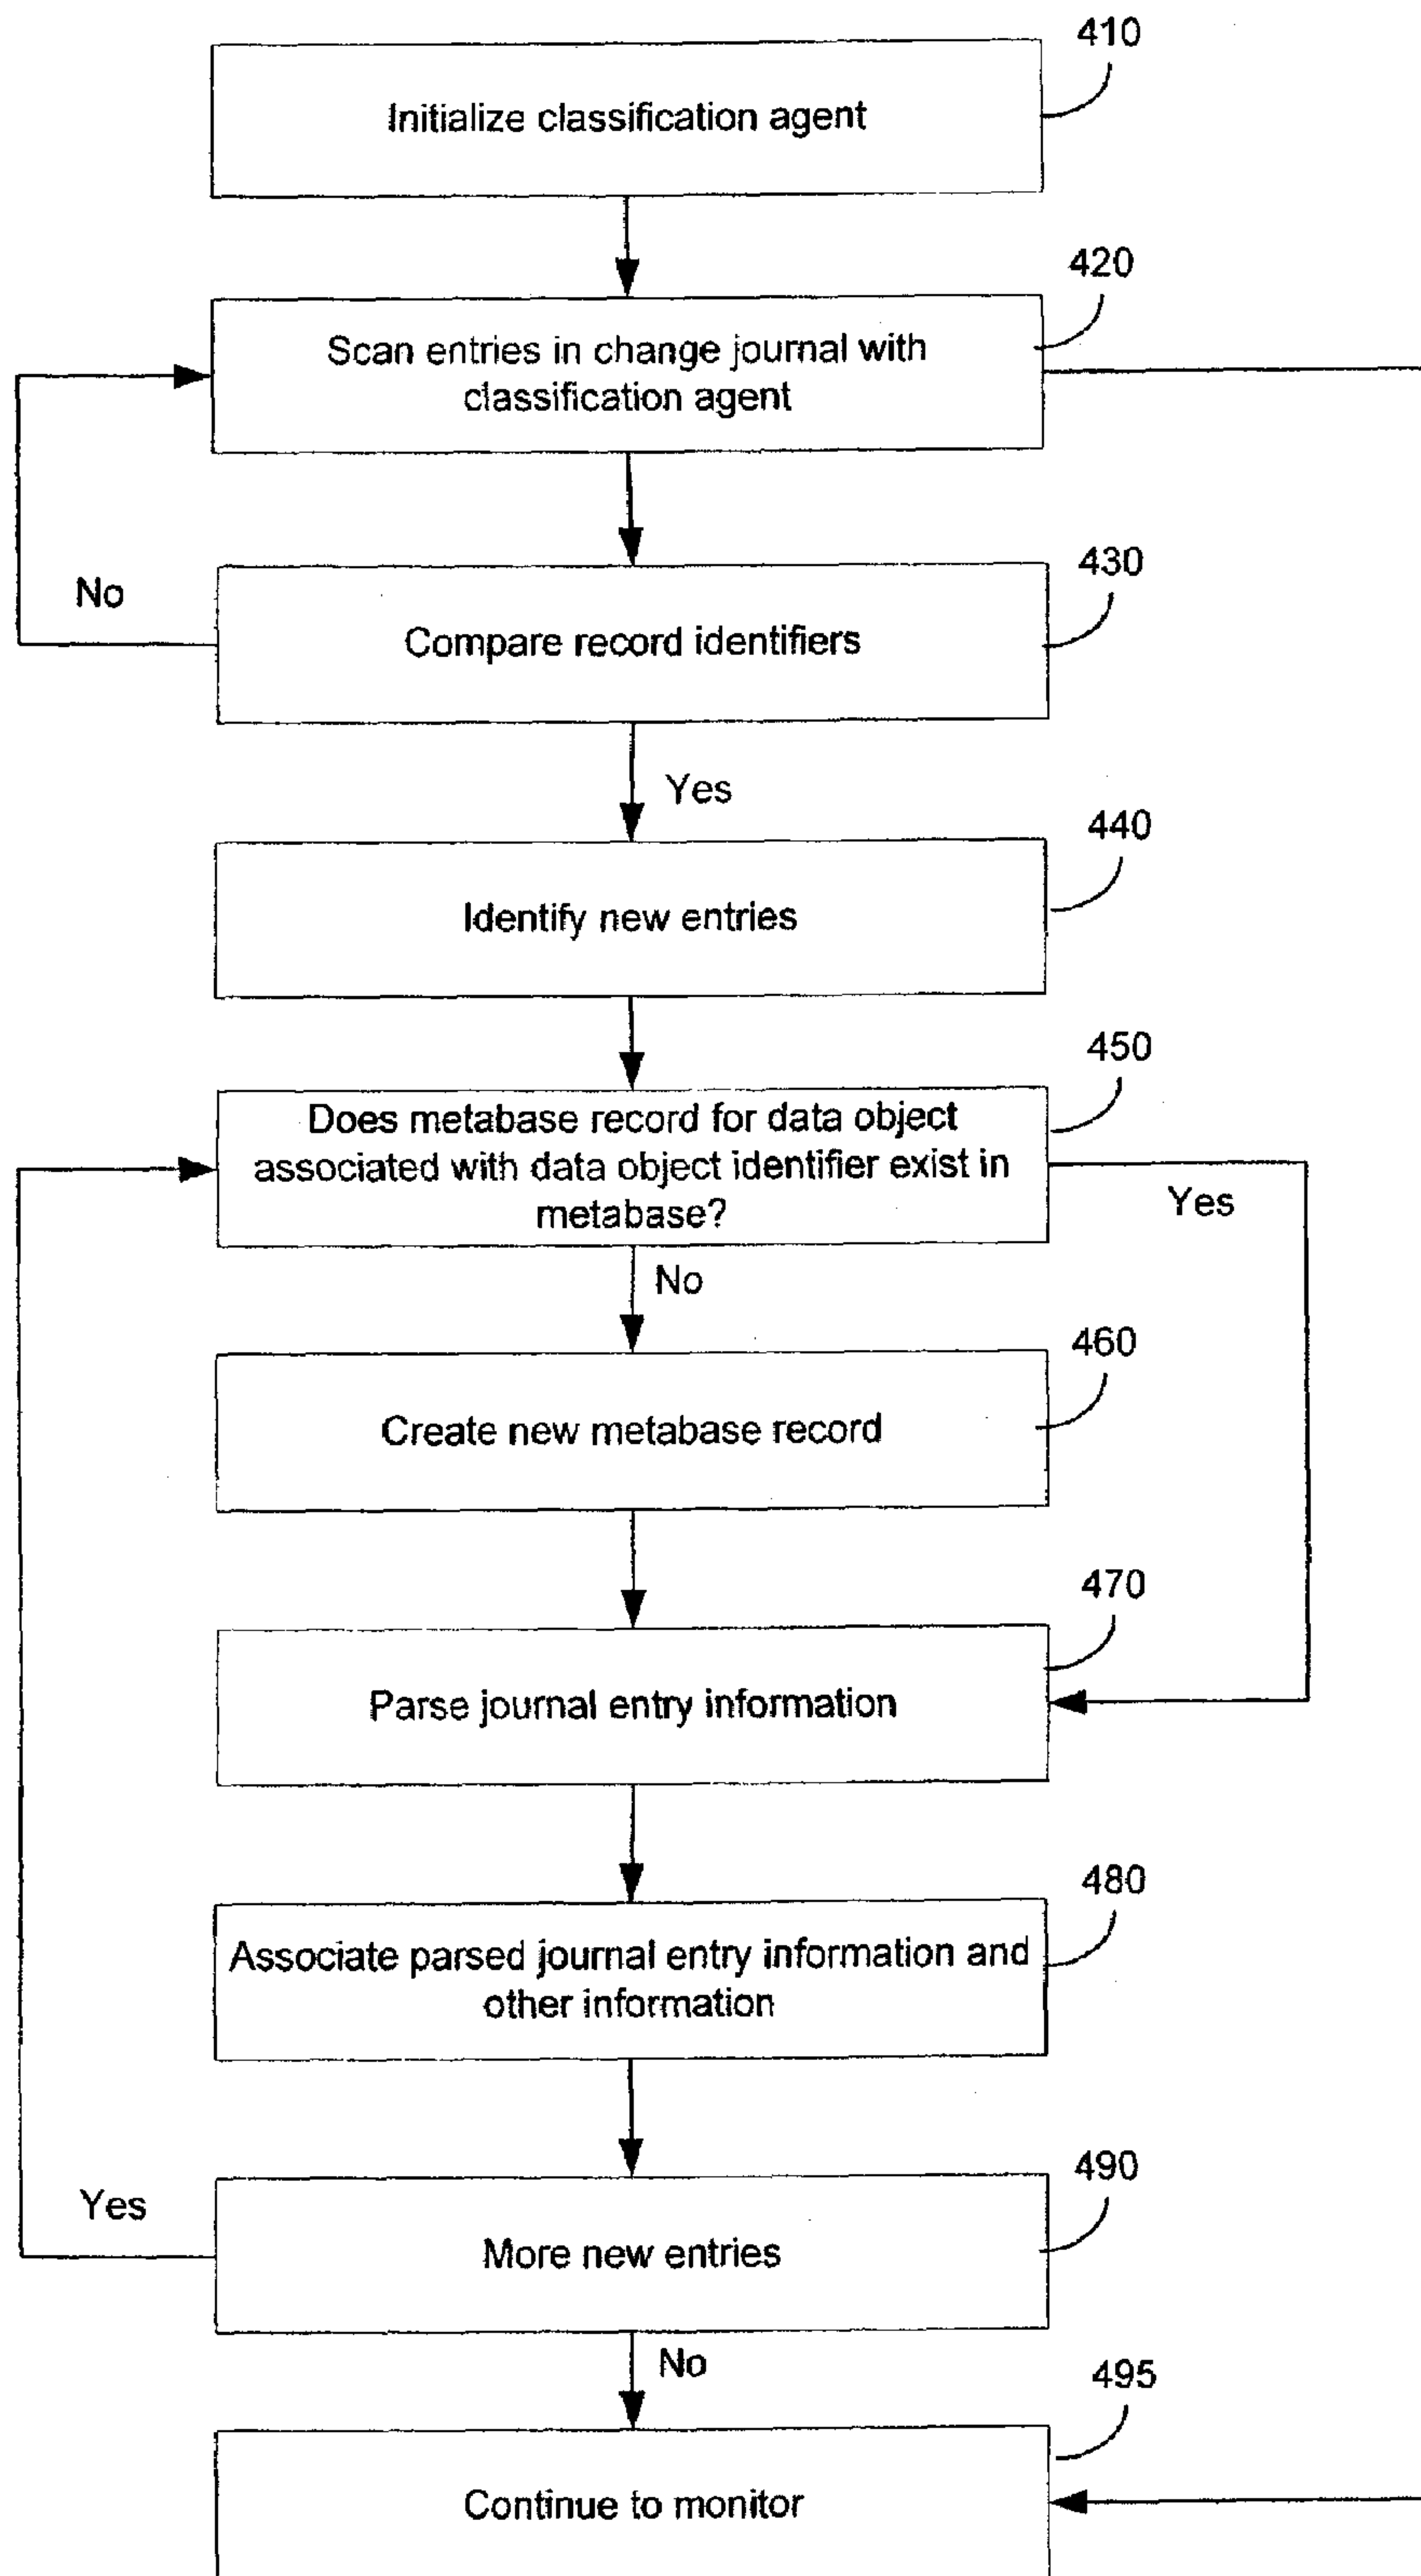 410
Initialize classification agent
420
Scan entries in change journal with
classification agent
430
No
Compare record identifiers
Yes
440
Identify new entries
450
Does metabase record for data object
associated with data object identifier exist in
metabase?
Yes
No
460
Create new metabase record
470
Parse journal entry information
480
Associate parsed journal entry information and
other information
490
Yes
More new entries
No
495
Continue to monitor